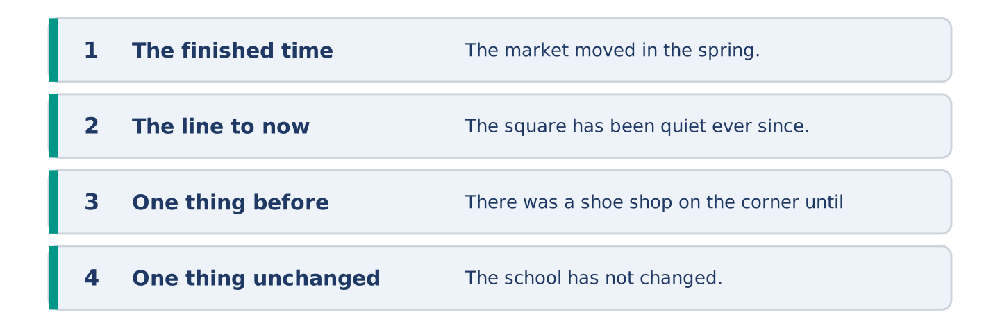 1 The finished time The market moved in the spring.
2 The line to now The square has been quiet ever since.
3 One thing before There was a shoe shop on the corner until
4 One thing unchanged The school has not changed.